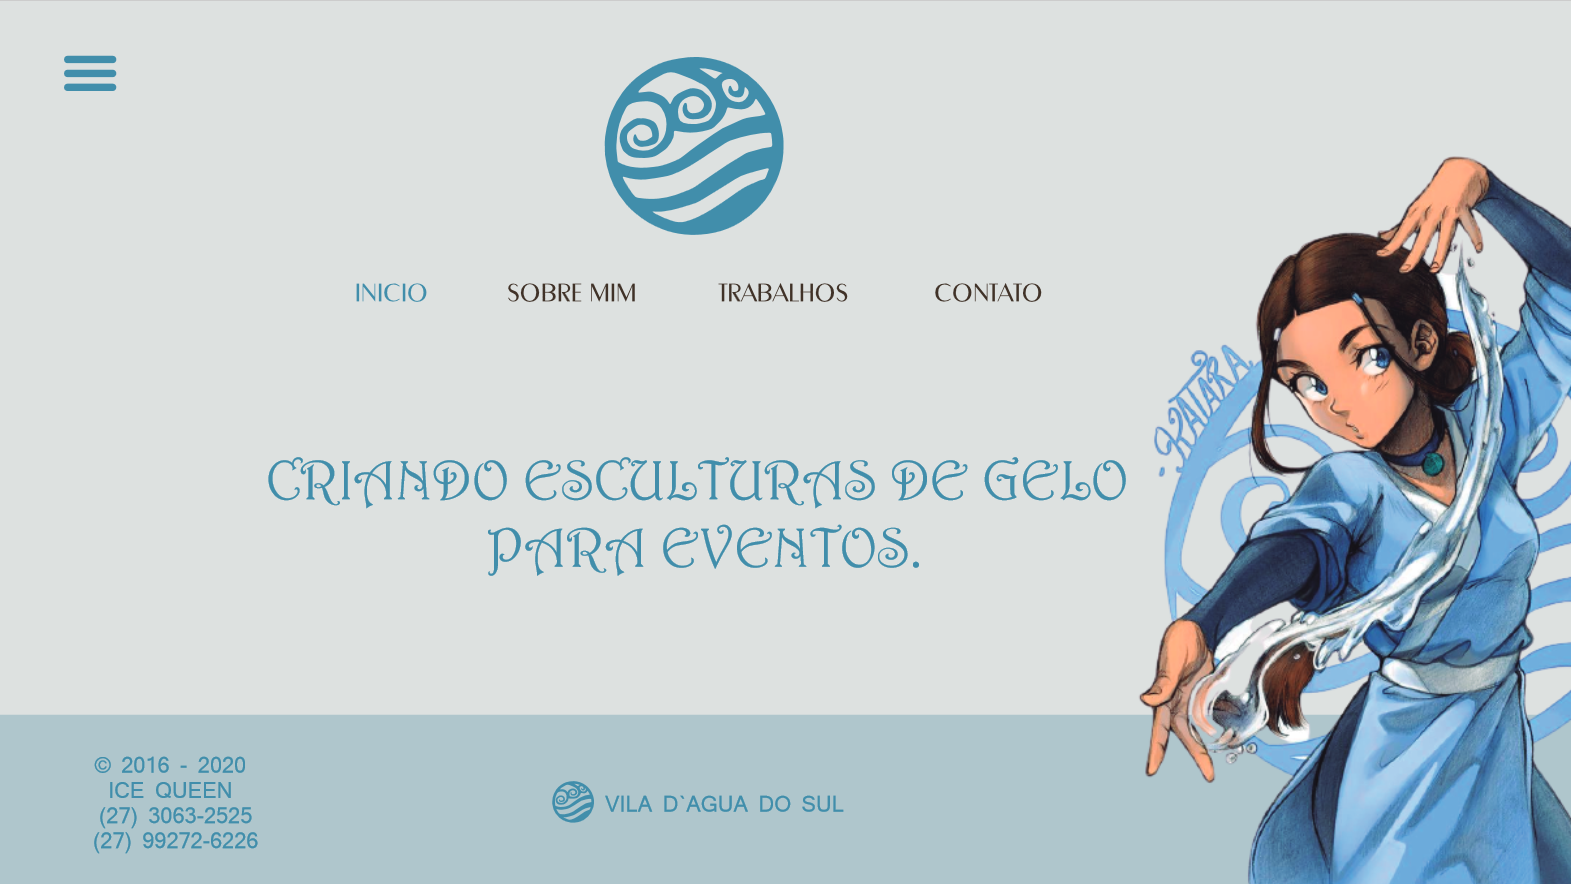 INICIO SOBRE MIM TRABALHOS CONTATO
KATARA
CRIANDO ESCULTURAS DE GELO
PARA EVENTOS.
© 2016 - 2020
ICE QUEEN
(27) 3063-2525
(27) 99272-6226
VILA D`AGUA DO SUL